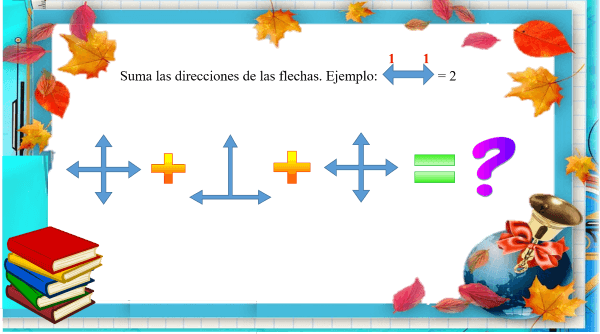 1 1
Suma las direcciones de las flechas. Ejemplo: = 2
+ + = ?